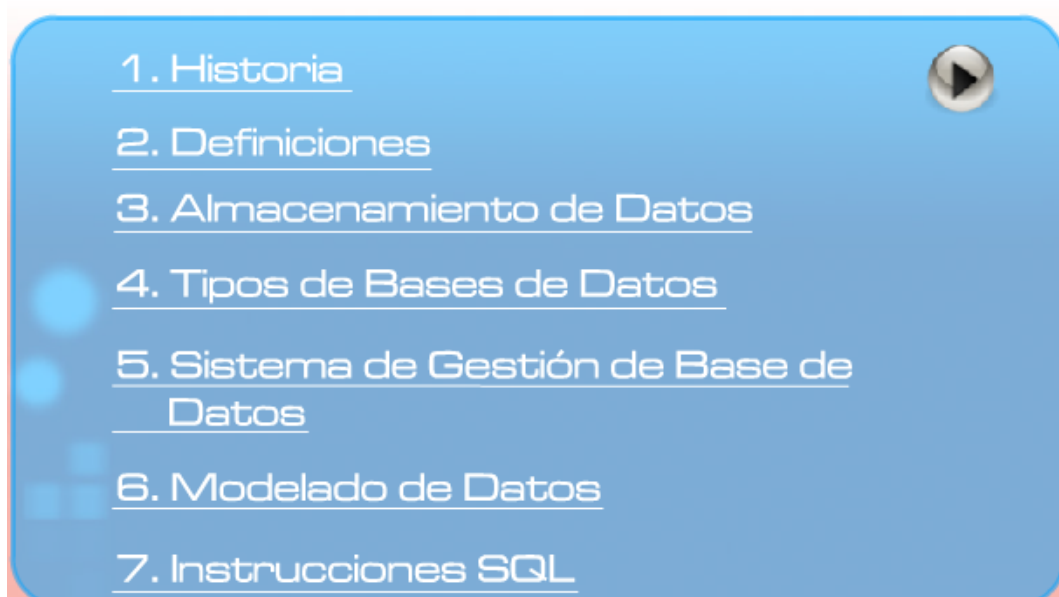 1. Historia
2. Definiciones
3. Almacenamiento de Datos
4. Tipos de Bases de Datos
5. Sistema de Gestión de Base de
Datos
6. Modelado de Datos
7. Instrucciones SQL